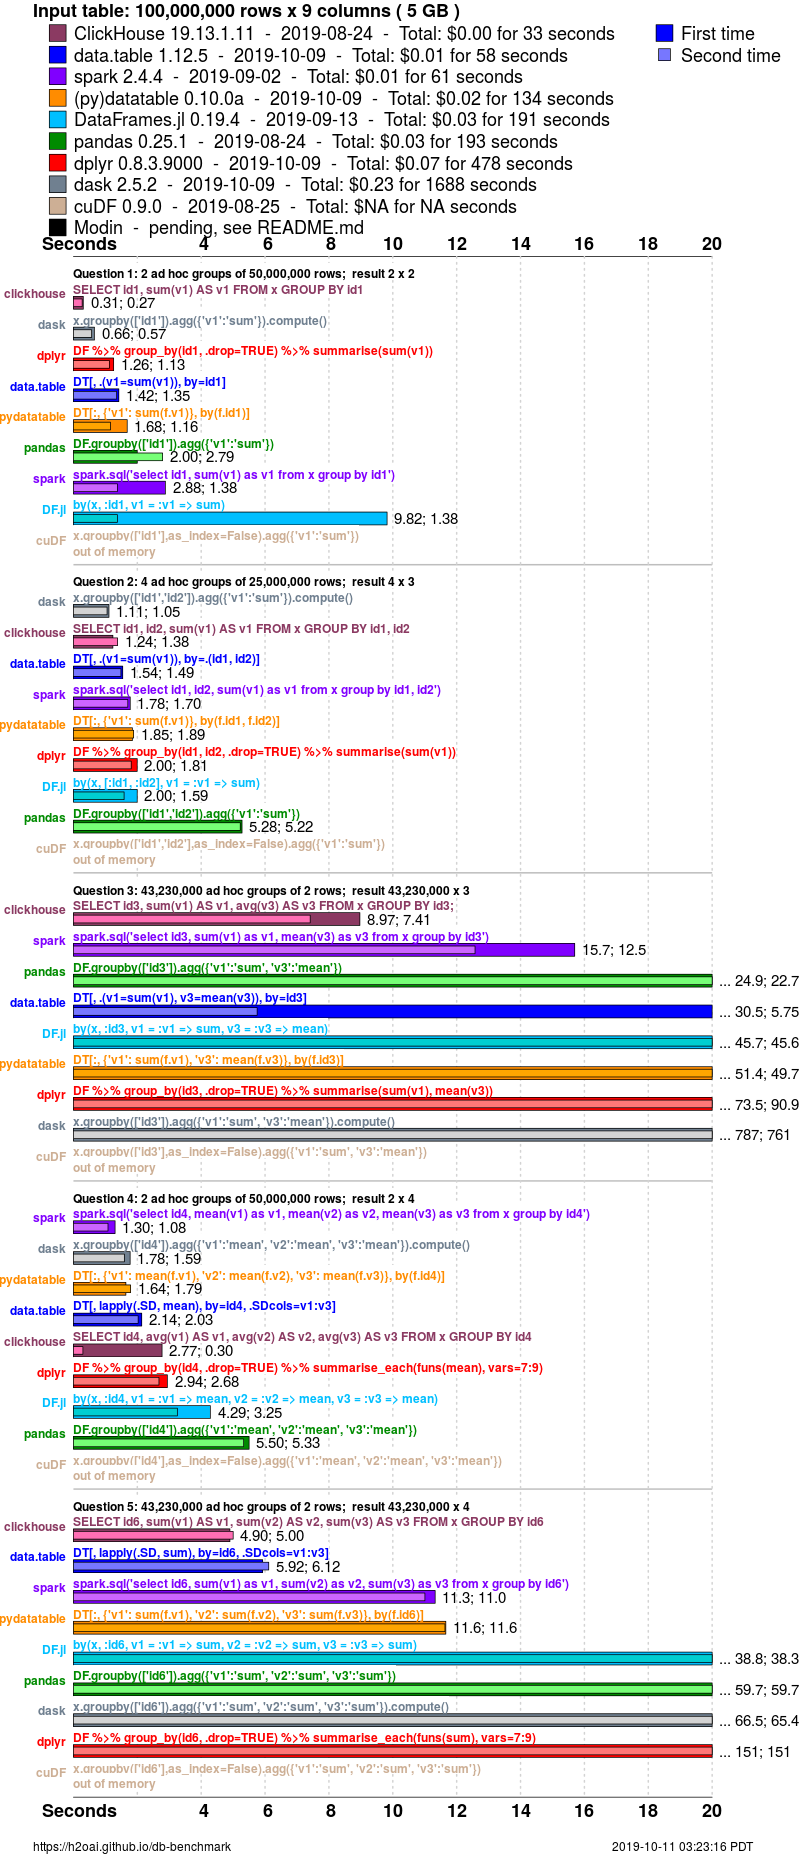 Input table: 100,000,000 rows x 9 columns ( 5 GB )
ClickHouse 19.13.1.11  -  2019-08-24  -  Total: $0.00 for 33 seconds
First time
data.table 1.12.5  -  2019-10-09  -  Total: $0.01 for 58 seconds
Second time
spark 2.4.4  -  2019-09-02  -  Total: $0.01 for 61 seconds
(py)datatable 0.10.0a  -  2019-10-09  -  Total: $0.02 for 134 seconds
DataFrames.jl 0.19.4  -  2019-09-13  -  Total: $0.03 for 191 seconds
pandas 0.25.1  -  2019-08-24  -  Total: $0.03 for 193 seconds
dplyr 0.8.3.9000  -  2019-10-09  -  Total: $0.07 for 478 seconds
dask 2.5.2  -  2019-10-09  -  Total: $0.23 for 1688 seconds
cuDF 0.9.0  -  2019-08-25  -  Total: $NA for NA seconds
Modin  -  pending, see README.md
Seconds 4 6 8 10 12 14 16 18 20
Question 1: 2 ad hoc groups of 50,000,000 rows;  result 2 x 2
clickhouse SELECT id1, sum(v1) AS v1 FROM x GROUP BY id1
0.31; 0.27
dask x.groupby(['id1']).agg({'v1':'sum'}).compute()
0.66; 0.57
dplyr DF %>% group_by(id1, .drop=TRUE) %>% summarise(sum(v1))
1.26; 1.13
data.table DT[, .(v1=sum(v1)), by=id1]
1.42; 1.35
pydatatable DT[:, {'v1': sum(f.v1)}, by(f.id1)]
1.68; 1.16
pandas DF.groupby(['id1']).agg({'v1':'sum'})
2.00; 2.79
spark spark.sql('select id1, sum(v1) as v1 from x group by id1')
2.88; 1.38
DF.jl by(x, :id1, v1 = :v1 => sum)
9.82; 1.38
cuDF x.groupby(['id1'],as_index=False).agg({'v1':'sum'})
out of memory
Question 2: 4 ad hoc groups of 25,000,000 rows;  result 4 x 3
dask x.groupby(['id1','id2']).agg({'v1':'sum'}).compute()
1.11; 1.05
clickhouse SELECT id1, id2, sum(v1) AS v1 FROM x GROUP BY id1, id2
1.24; 1.38
data.table DT[, .(v1=sum(v1)), by=.(id1, id2)]
1.54; 1.49
spark spark.sql('select id1, id2, sum(v1) as v1 from x group by id1, id2')
1.78; 1.70
pydatatable DT[:, {'v1': sum(f.v1)}, by(f.id1, f.id2)]
1.85; 1.89
dplyr DF %>% group_by(id1, id2, .drop=TRUE) %>% summarise(sum(v1))
2.00; 1.81
DF.jl by(x, [:id1, :id2], v1 = :v1 => sum)
2.00; 1.59
pandas DF.groupby(['id1','id2']).agg({'v1':'sum'})
5.28; 5.22
cuDF x.groupby(['id1','id2'],as_index=False).agg({'v1':'sum'})
out of memory
Question 3: 43,230,000 ad hoc groups of 2 rows;  result 43,230,000 x 3
clickhouse SELECT id3, sum(v1) AS v1, avg(v3) AS v3 FROM x GROUP BY id3;
8.97; 7.41
spark spark.sql('select id3, sum(v1) as v1, mean(v3) as v3 from x group by id3')
15.7; 12.5
pandas DF.groupby(['id3']).agg({'v1':'sum', 'v3':'mean'})
... 24.9; 22.7
data.table DT[, .(v1=sum(v1), v3=mean(v3)), by=id3]
... 30.5; 5.75
DF.jl by(x, :id3, v1 = :v1 => sum, v3 = :v3 => mean)
... 45.7; 45.6
pydatatable DT[:, {'v1': sum(f.v1), 'v3': mean(f.v3)}, by(f.id3)]
... 51.4; 49.7
dplyr DF %>% group_by(id3, .drop=TRUE) %>% summarise(sum(v1), mean(v3))
... 73.5; 90.9
dask x.groupby(['id3']).agg({'v1':'sum', 'v3':'mean'}).compute()
... 787; 761
cuDF x.groupby(['id3'],as_index=False).agg({'v1':'sum', 'v3':'mean'})
out of memory
Question 4: 2 ad hoc groups of 50,000,000 rows;  result 2 x 4
spark spark.sql('select id4, mean(v1) as v1, mean(v2) as v2, mean(v3) as v3 from x group by id4')
1.30; 1.08
dask x.groupby(['id4']).agg({'v1':'mean', 'v2':'mean', 'v3':'mean'}).compute()
1.78; 1.59
pydatatable DT[:, {'v1': mean(f.v1), 'v2': mean(f.v2), 'v3': mean(f.v3)}, by(f.id4)]
1.64; 1.79
data.table DT[, lapply(.SD, mean), by=id4, .SDcols=v1:v3]
2.14; 2.03
clickhouse SELECT id4, avg(v1) AS v1, avg(v2) AS v2, avg(v3) AS v3 FROM x GROUP BY id4
2.77; 0.30
dplyr DF %>% group_by(id4, .drop=TRUE) %>% summarise_each(funs(mean), vars=7:9)
2.94; 2.68
DF.jl by(x, :id4, v1 = :v1 => mean, v2 = :v2 => mean, v3 = :v3 => mean)
4.29; 3.25
pandas DF.groupby(['id4']).agg({'v1':'mean', 'v2':'mean', 'v3':'mean'})
5.50; 5.33
cuDF x.groupby(['id4'],as_index=False).agg({'v1':'mean', 'v2':'mean', 'v3':'mean'})
out of memory
Question 5: 43,230,000 ad hoc groups of 2 rows;  result 43,230,000 x 4
clickhouse SELECT id6, sum(v1) AS v1, sum(v2) AS v2, sum(v3) AS v3 FROM x GROUP BY id6
4.90; 5.00
data.table DT[, lapply(.SD, sum), by=id6, .SDcols=v1:v3]
5.92; 6.12
spark spark.sql('select id6, sum(v1) as v1, sum(v2) as v2, sum(v3) as v3 from x group by id6')
11.3; 11.0
pydatatable DT[:, {'v1': sum(f.v1), 'v2': sum(f.v2), 'v3': sum(f.v3)}, by(f.id6)]
11.6; 11.6
DF.jl by(x, :id6, v1 = :v1 => sum, v2 = :v2 => sum, v3 = :v3 => sum)
... 38.8; 38.3
pandas DF.groupby(['id6']).agg({'v1':'sum', 'v2':'sum', 'v3':'sum'})
... 59.7; 59.7
dask x.groupby(['id6']).agg({'v1':'sum', 'v2':'sum', 'v3':'sum'}).compute()
... 66.5; 65.4
dplyr DF %>% group_by(id6, .drop=TRUE) %>% summarise_each(funs(sum), vars=7:9)
... 151; 151
cuDF x.groupby(['id6'],as_index=False).agg({'v1':'sum', 'v2':'sum', 'v3':'sum'})
out of memory
Seconds 4 6 8 10 12 14 16 18 20
https://h2oai.github.io/db-benchmark
2019-10-11 03:23:16 PDT